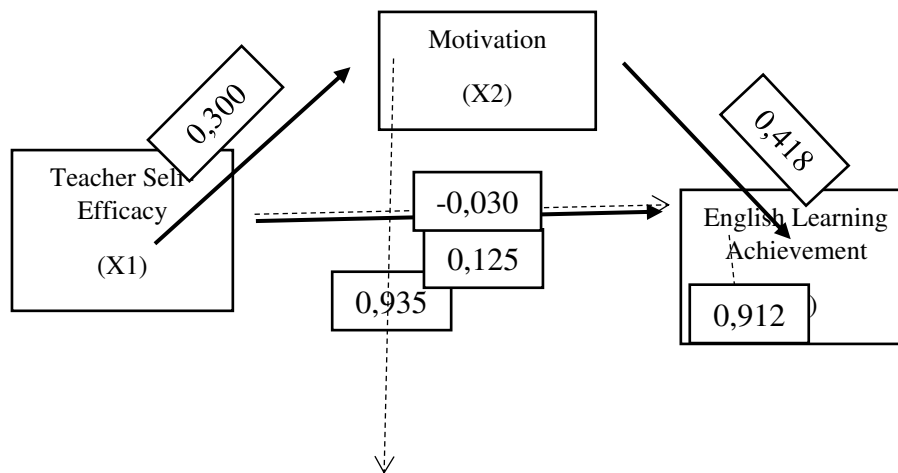 Motivation
(X2)
0,300
0,418
Teacher Self-
Efficacy
(X1)
-0,030
0,125
0,935
English Learning
Achievement
0,912
)